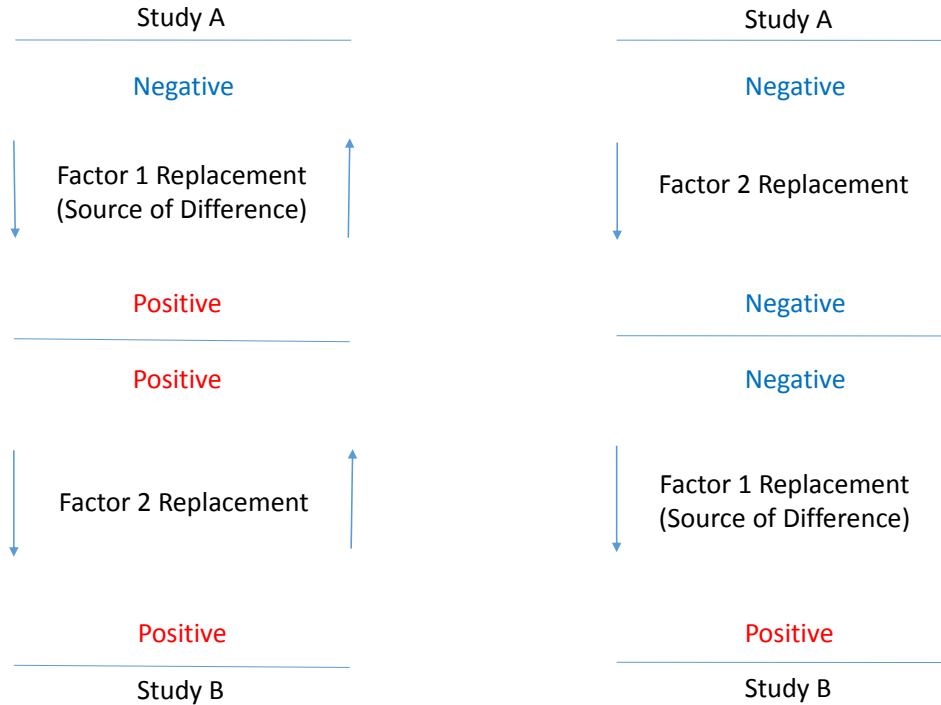 Study A
Negative
Factor 1 Replacement
(Source of Difference)
Positive
Positive
Factor 2 Replacement
Positive
Study B
Study A
Negative
Factor 2 Replacement
Negative
Negative
Factor 1 Replacement
(Source of Difference)
Positive
Study B